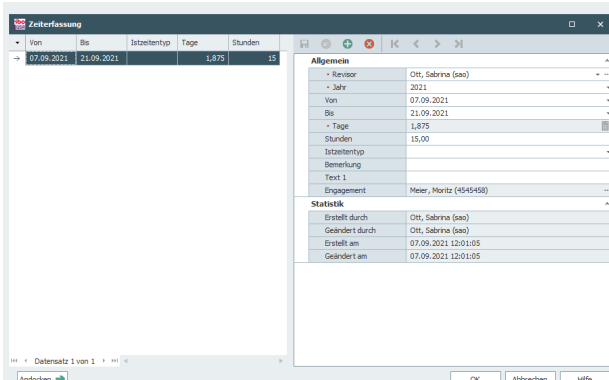 Zeiterfassung
Von Bis Istzeitentyp Tage Stunden
07.09.2021 21.09.2021 1,875 15
Allgemein
• Revisor Ott, Sabrina (sao)
• Jahr 2021
Von 07.09.2021
Bis 21.09.2021
• Tage 1,875
Stunden 15,00
Istzeitentyp
Bemerkung
Text 1
Engagement Meier, Moritz (4545458)
Statistik
Erstellt durch Ott, Sabrina (sao)
Geändert durch Ott, Sabrina (sao)
Erstellt am 07.09.2021 12:01:05
Geändert am 07.09.2021 12:01:05
Datensatz 1 von 1
Andocken OK Abbrechen Hilfe